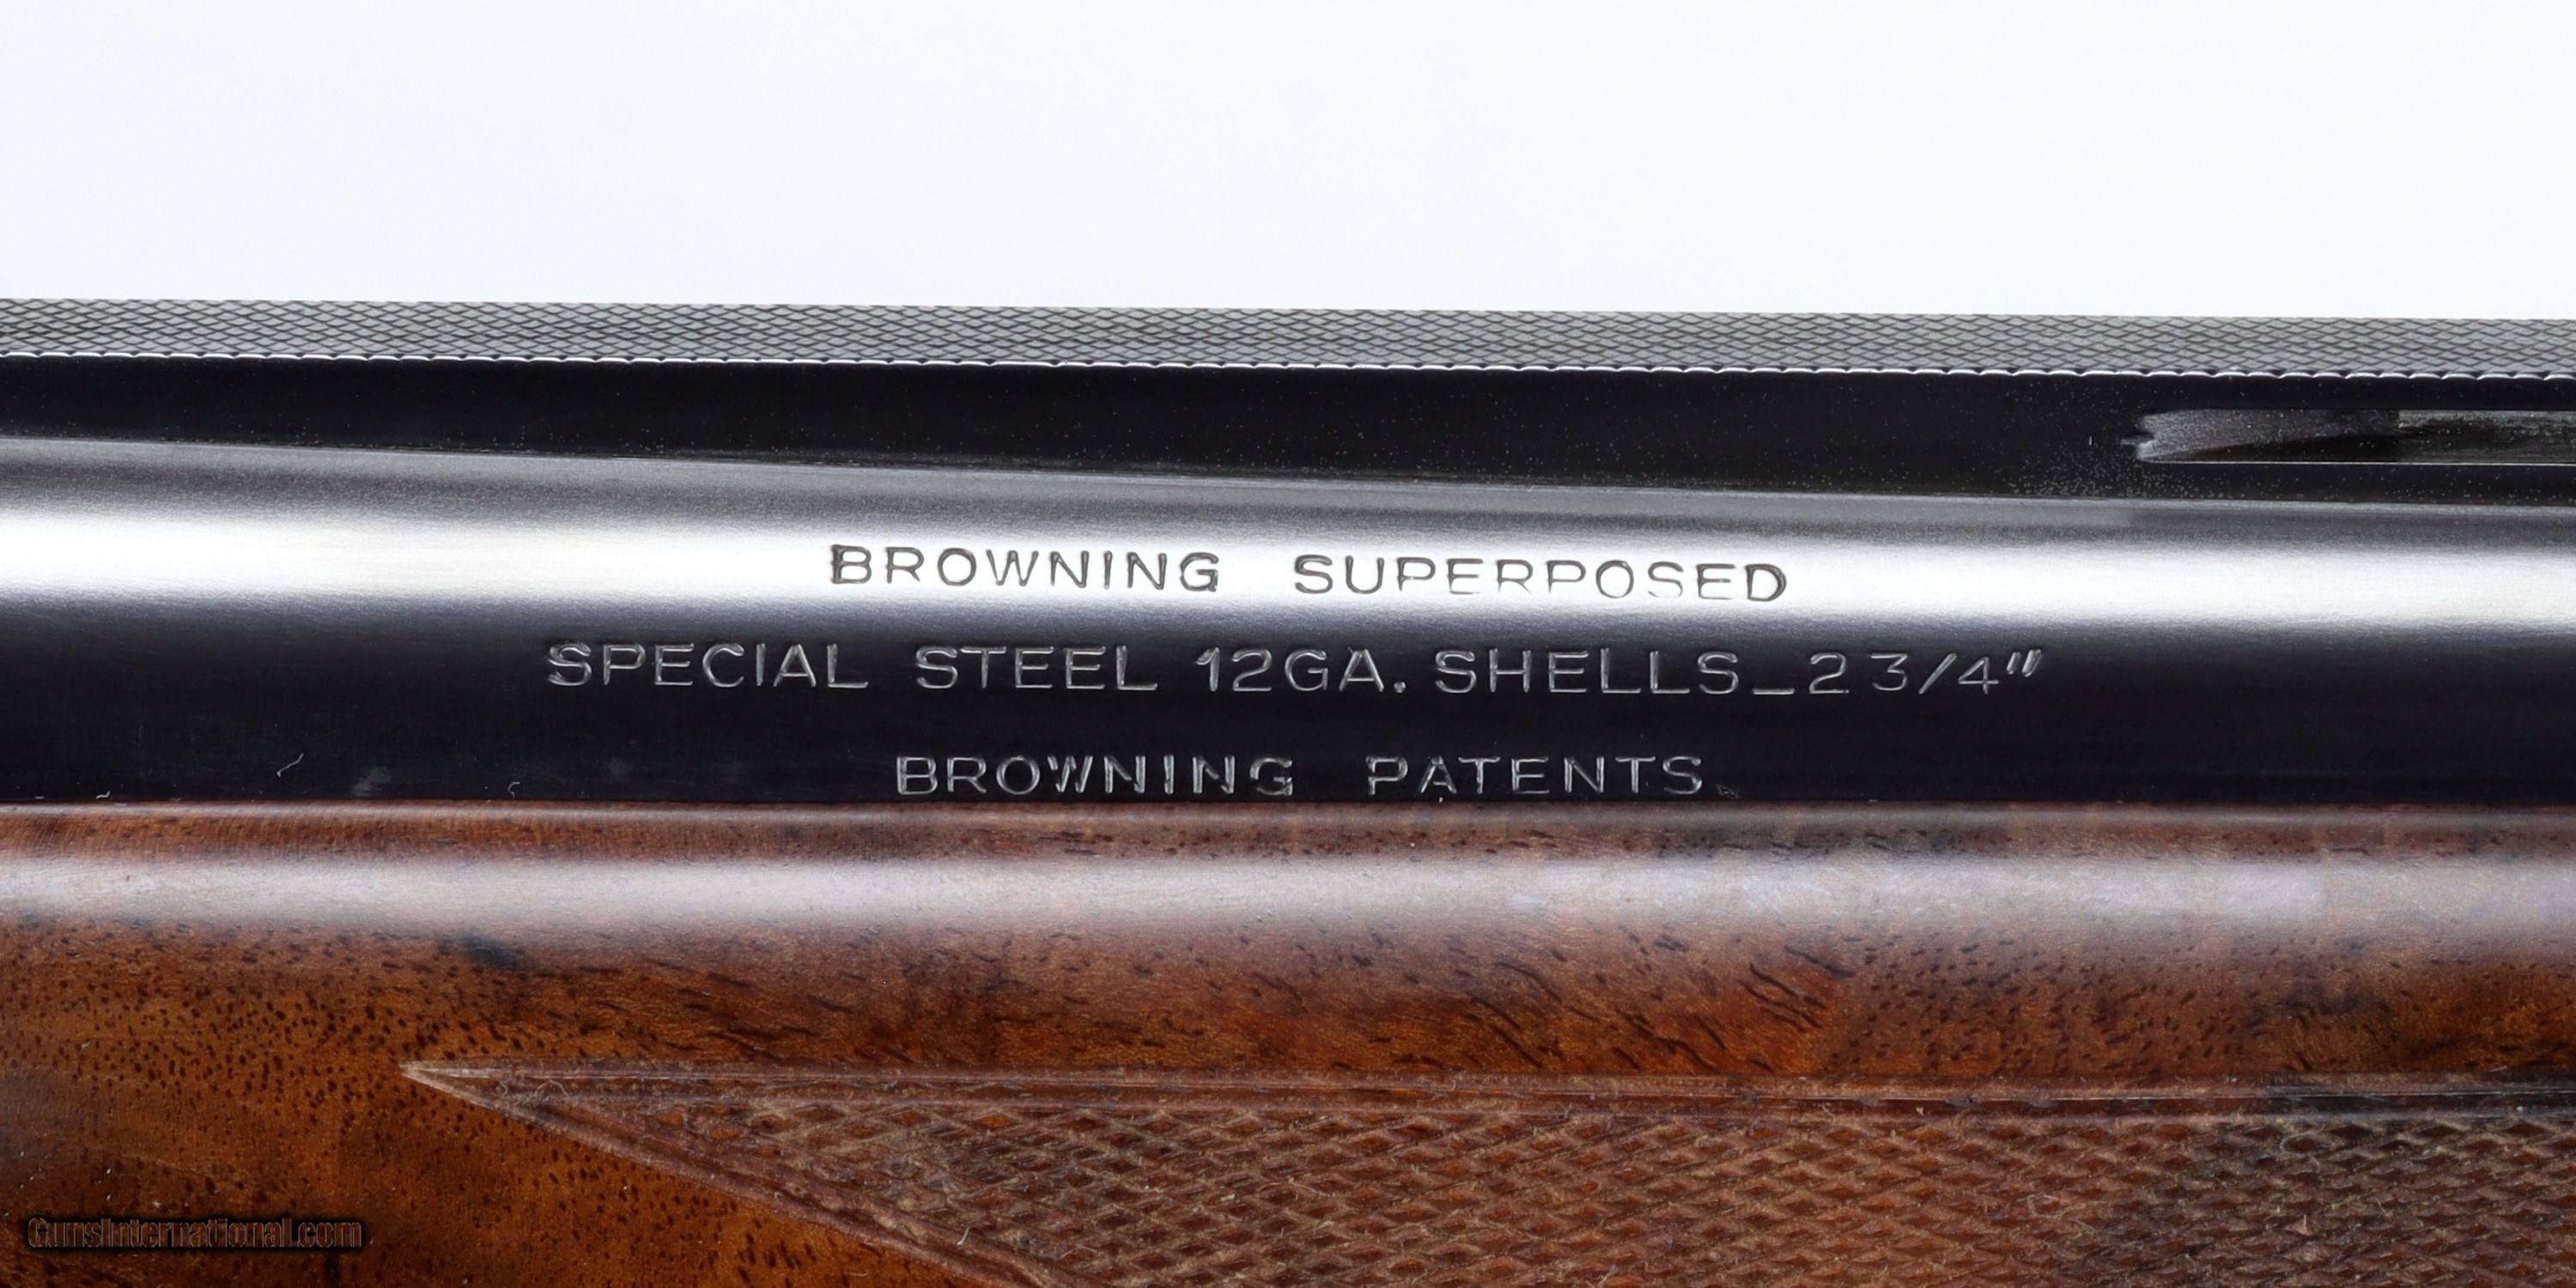 BROWNING SUPERPOSED
SPECIAL STEEL 12GA. SHELLS_2 3/4"
BROWNING PATENTS
GunsInternational.com